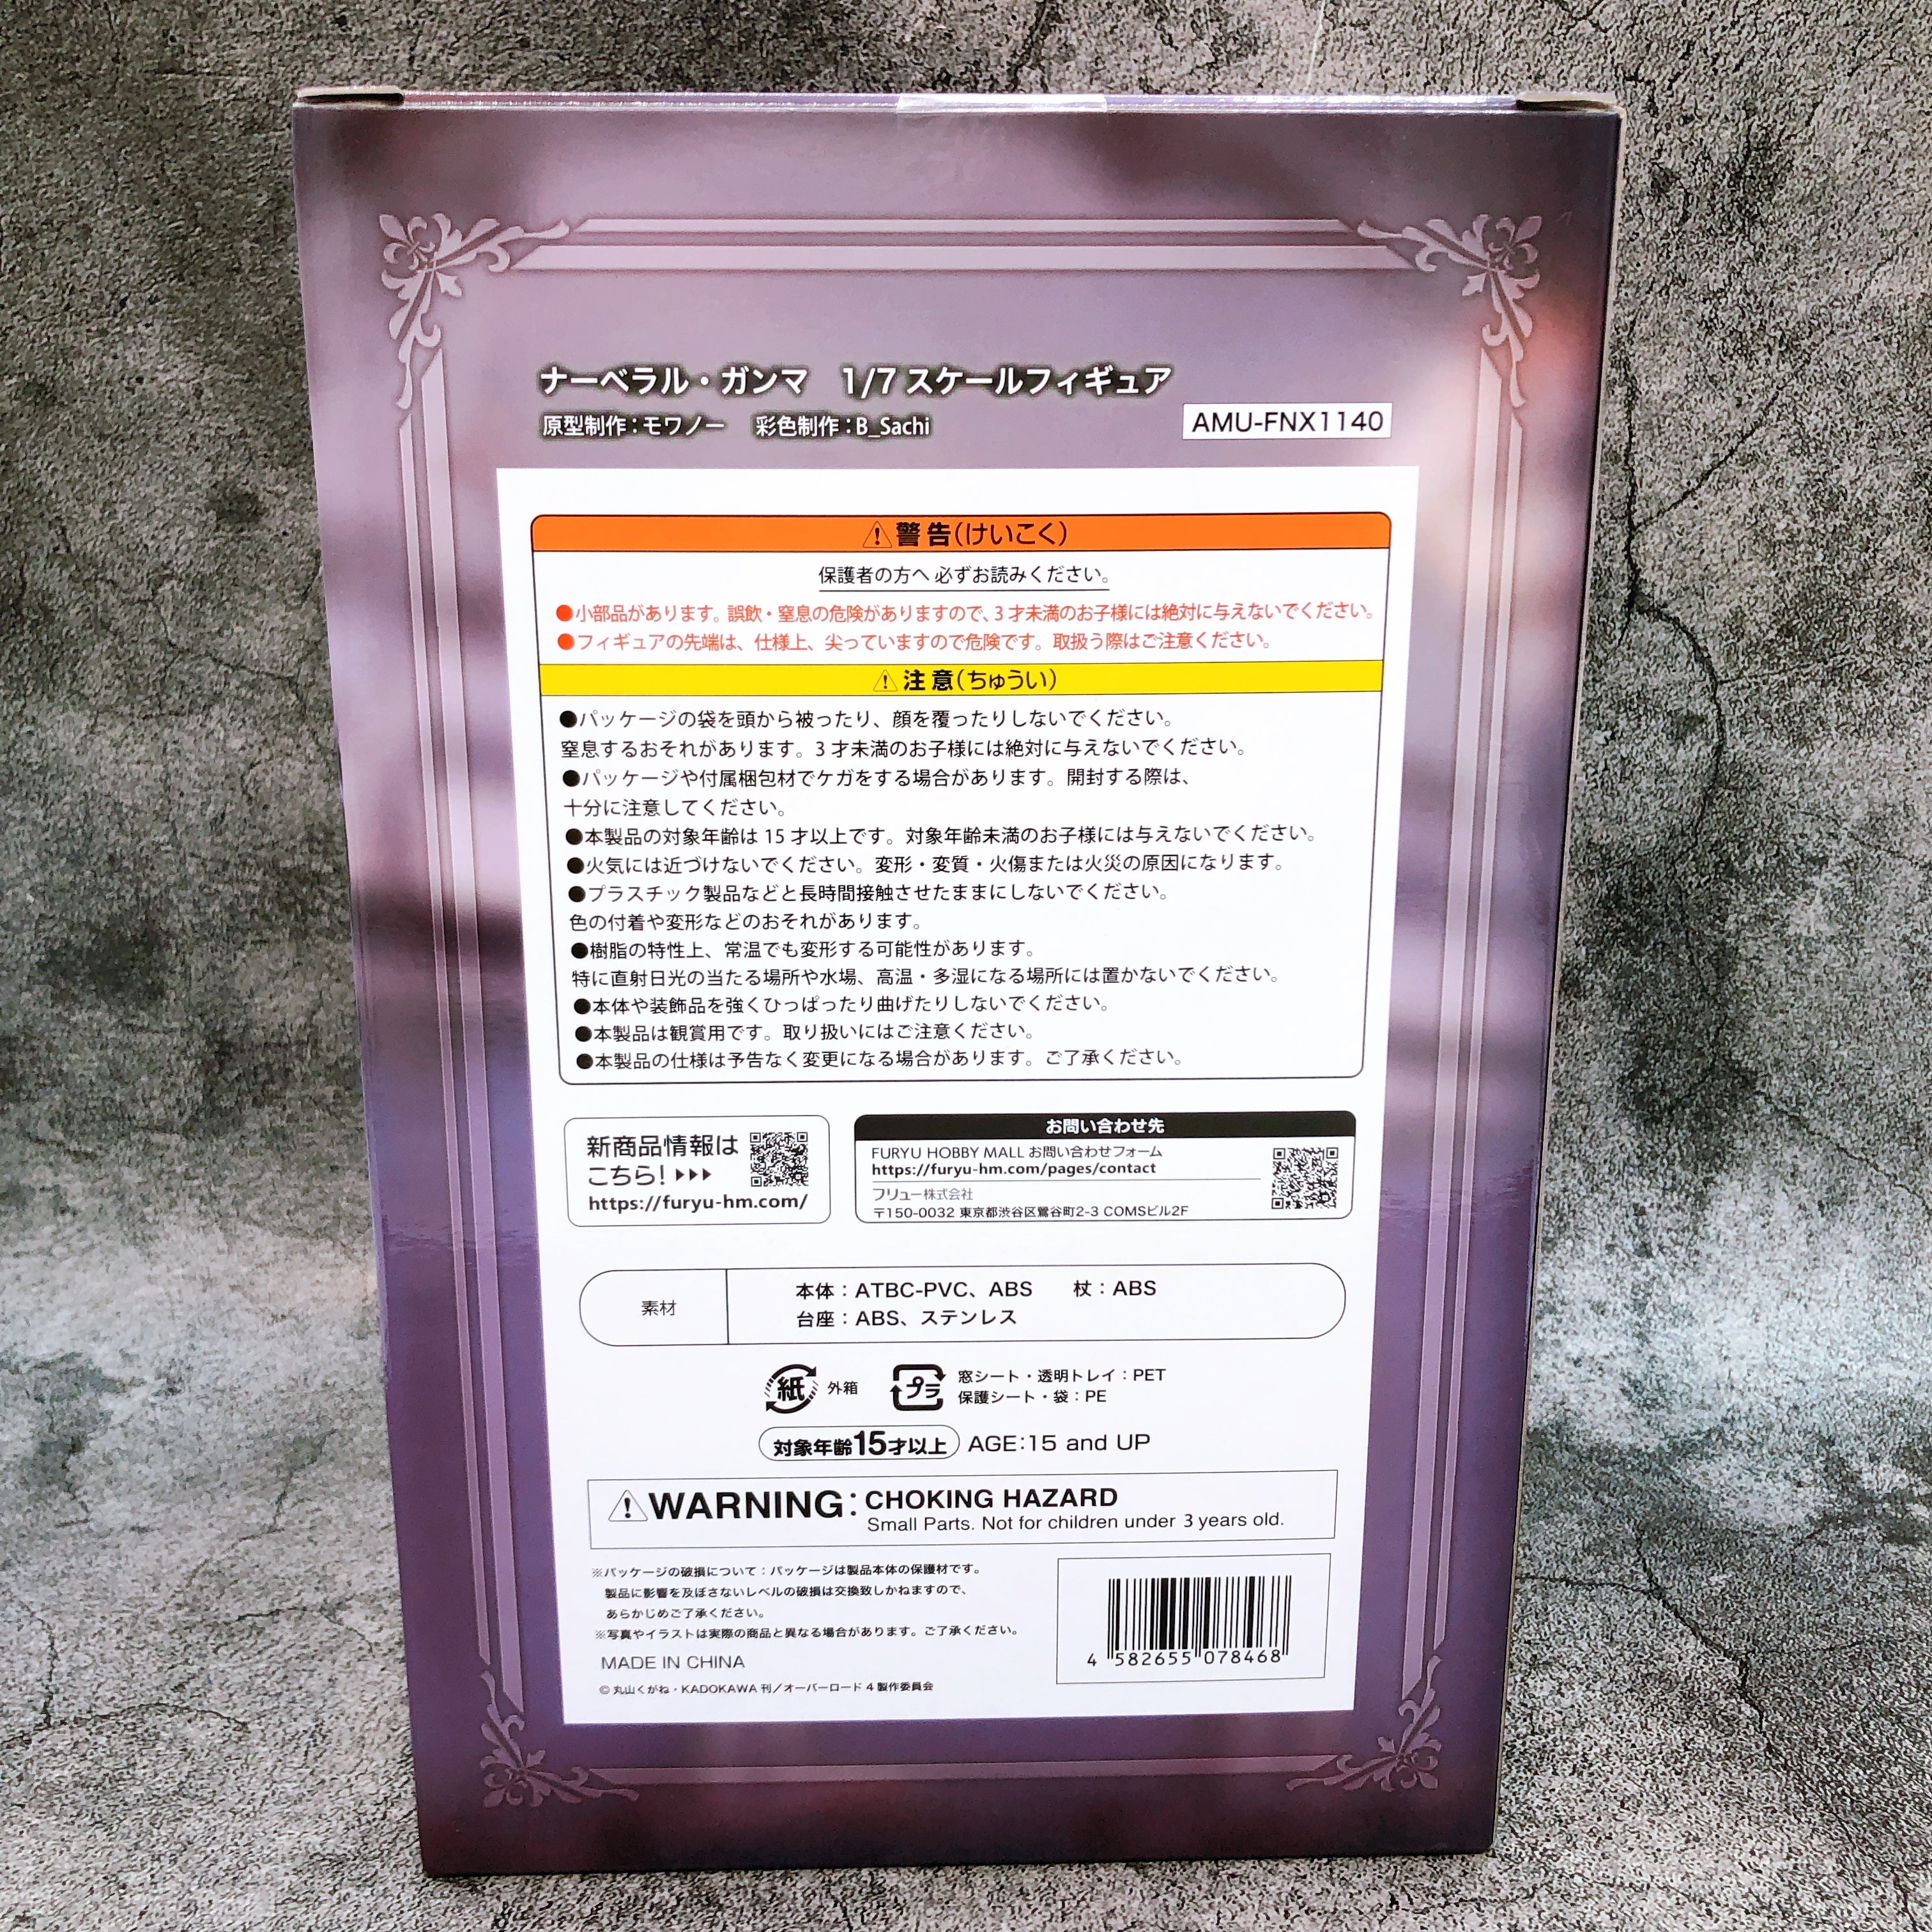 ナーベラル・ガンマ 1/7 スケールフィギュア
原型制作：モワノー 彩色制作：B_Sachi
AMU-FNX1140
警告(けいこく)
保護者の方へ 必ずお読みください。
●小部品があります。誤飲・窒息の危険がありますので、3才未満のお子様には絶対に与えないでください。
●フィギュアの先端は、仕様上、尖っていますので危険です。取扱う際はご注意ください。
注意(ちゅうい)
●パッケージの袋を頭から被ったり、顔を覆ったりしないでください。
窒息するおそれがあります。3才未満のお子様には絶対に与えないでください。
●パッケージや付属梱包材でケガをする場合があります。開封する際は、
十分に注意してください。
●本製品の対象年齢は15才以上です。対象年齢未満のお子様には与えないでください。
●火気には近づけないでください。変形・変質・火傷または火災の原因になります。
●プラスチック製品などと長時間接触させたままにしないでください。
色の付着や変形などのおそれがあります。
●樹脂の特性上、常温でも変形する可能性があります。
特に直射日光の当たる場所や水場、高温・多湿になる場所には置かないでください。
●本体や装飾品を強くひっぱったり曲げたりしないでください。
●本製品は観賞用です。取り扱いにはご注意ください。
●本製品の仕様は予告なく変更になる場合があります。ご了承ください。
新商品情報は
こちら!
https://furyu-hm.com/
お問い合わせ先
FURYU HOBBY MALL お問い合わせフォーム
https://furyu-hm.com/pages/contact
フリュー株式会社
〒150-0032 東京都渋谷区鶯谷町2-3 COMSビル2F
素材
本体：ATBC-PVC、ABS 杖：ABS
台座：ABS、ステンレス
紙 外箱
プラ 窓シート・透明トレイ：PET
保護シート・袋：PE
対象年齢15才以上 AGE:15 and UP
WARNING: CHOKING HAZARD
Small Parts. Not for children under 3 years old.
※パッケージの破損について：パッケージは製品本体の保護材です。
製品に影響を及ぼさないレベルの破損は交換致しかねますので、
あらかじめご了承ください。
※写真やイラストは実際の商品と異なる場合があります。ご了承ください。
MADE IN CHINA
©丸山くがね・KADOKAWA刊／オーバーロード4製作委員会
4 582655 078468